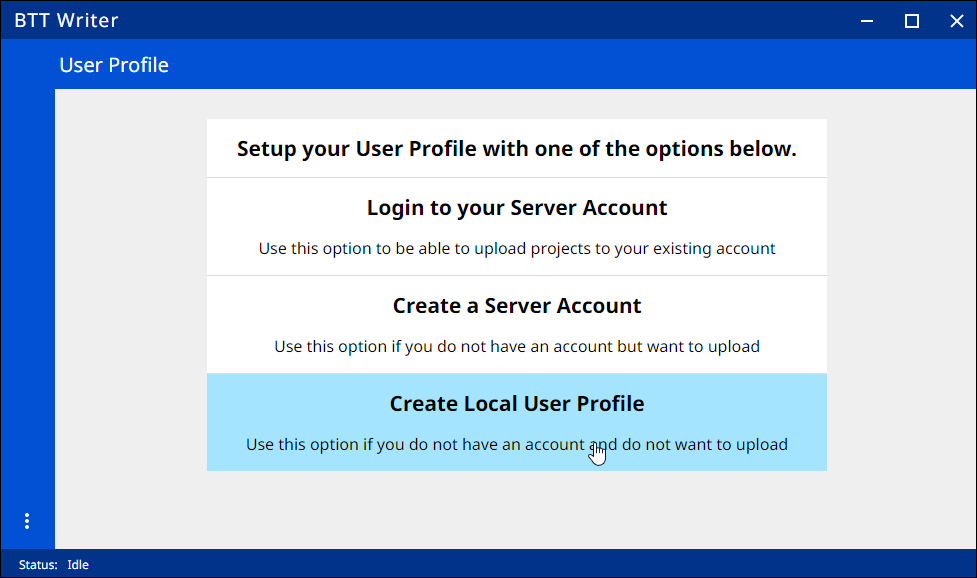 BTT Writer
User Profile
Setup your User Profile with one of the options below.
Login to your Server Account
Use this option to be able to upload projects to your existing account
Create a Server Account
Use this option if you do not have an account but want to upload
Create Local User Profile
Use this option if you do not have an account and do not want to upload
Status: Idle